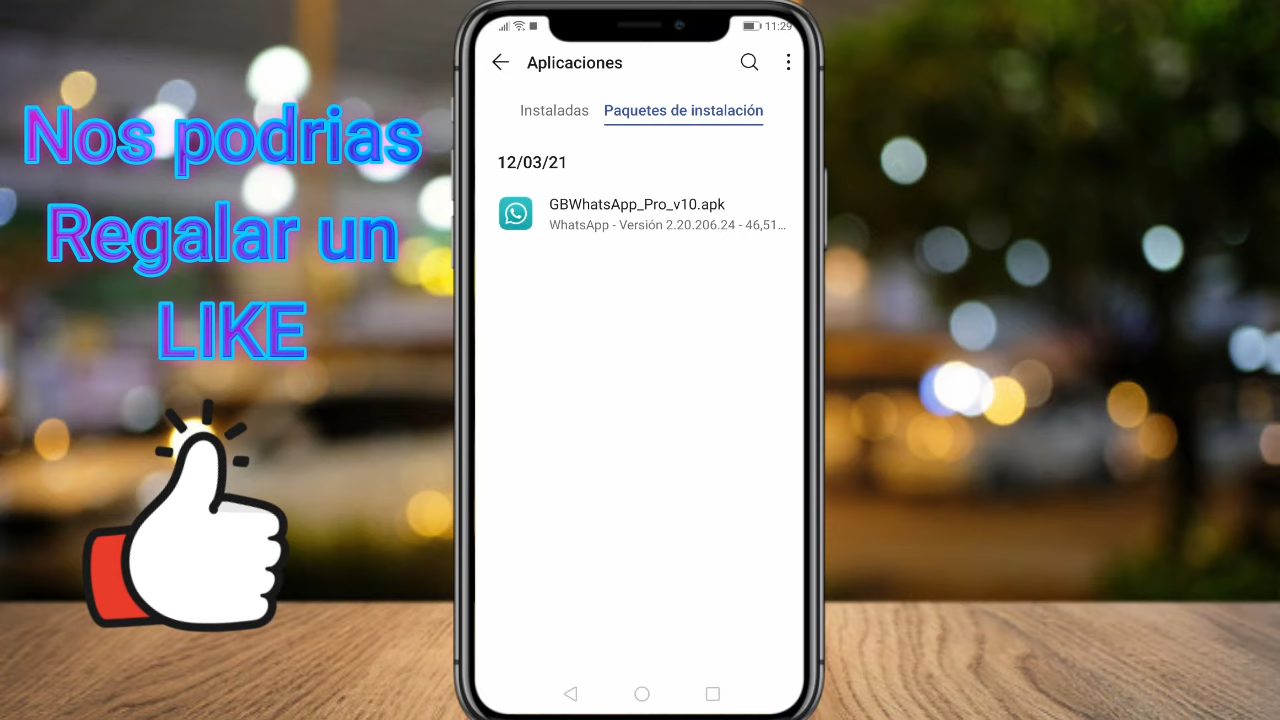 Nos podrias
Regalar un
LIKE
11:29
Aplicaciones
Instaladas
Paquetes de instalación
12/03/21
GBWhatsApp_Pro_v10.apk
WhatsApp - Versión 2.20.206.24 - 46,51...